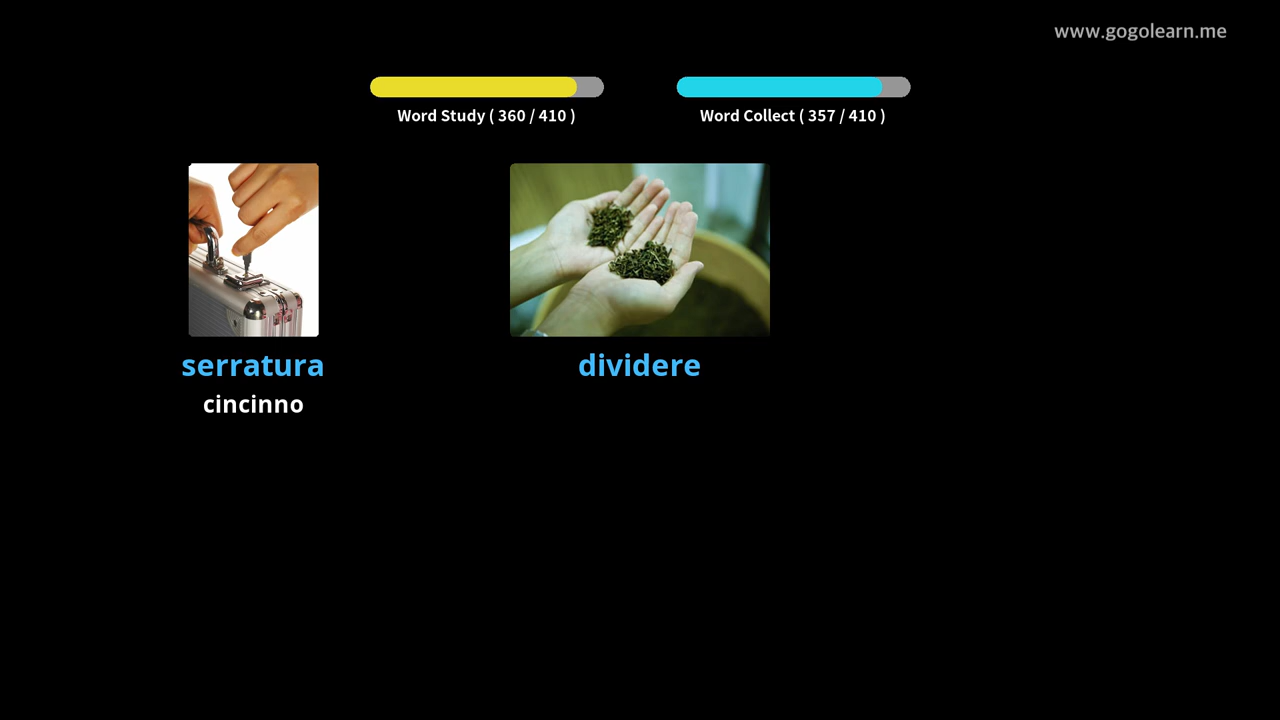 www.gogolearn.me
Word Study ( 360 / 410 )
Word Collect ( 357 / 410 )
serratura
cincinno
dividere